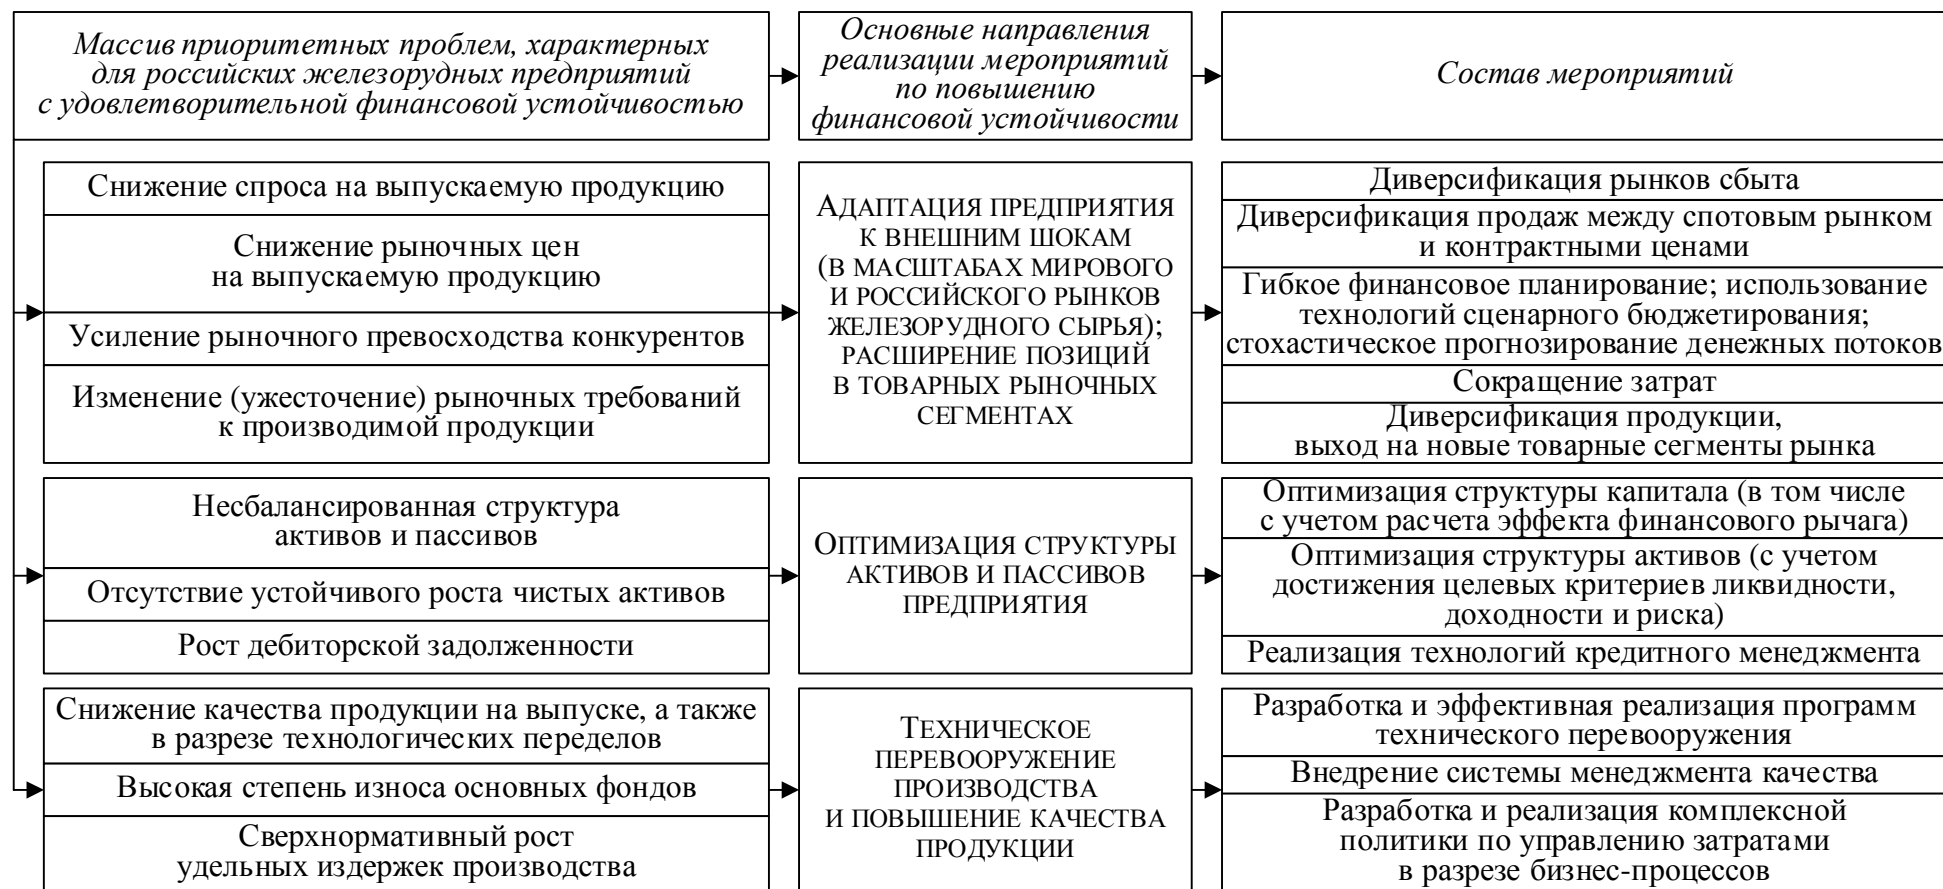 Массив приоритетных проблем, характерных
для российских железорудных предприятий
с удовлетворительной финансовой устойчивостью
Основные направления
реализации мероприятий
по повышению
финансовой устойчивости
Состав мероприятий
Снижение спроса на выпускаемую продукцию
Снижение рыночных цен
на выпускаемую продукцию
Усиление рыночного превосходства конкурентов
Изменение (ужесточение) рыночных требований
к производимой продукции
АДАПТАЦИЯ ПРЕДПРИЯТИЯ
К ВНЕШНИМ ШОКАМ
(В МАСШТАБАХ МИРОВОГО
И РОССИЙСКОГО РЫНКОВ
ЖЕЛЕЗОРУДНОГО СЫРЬЯ);
РАСШИРЕНИЕ ПОЗИЦИЙ
В ТОВАРНЫХ РЫНОЧНЫХ
СЕГМЕНТАХ
Диверсификация рынков сбыта
Диверсификация продаж между спотовым рынком
и контрактными ценами
Гибкое финансовое планирование; использование
технологий сценарного бюджетирования;
стохастическое прогнозирование денежных потоков
Сокращение затрат
Диверсификация продукции,
выход на новые товарные сегменты рынка
Несбалансированная структура
активов и пассивов
Отсутствие устойчивого роста чистых активов
Рост дебиторской задолженности
ОПТИМИЗАЦИЯ СТРУКТУРЫ
АКТИВОВ И ПАССИВОВ
ПРЕДПРИЯТИЯ
Оптимизация структуры капитала (в том числе
с учетом расчета эффекта финансового рычага)
Оптимизация структуры активов (с учетом
достижения целевых критериев ликвидности,
доходности и риска)
Реализация технологий кредитного менеджмента
Снижение качества продукции на выпуске, а также
в разрезе технологических переделов
Высокая степень износа основных фондов
Сверхнормативный рост
удельных издержек производства
ТЕХНИЧЕСКОЕ
ПЕРЕВООРУЖЕНИЕ
ПРОИЗВОДСТВА
И ПОВЫШЕНИЕ КАЧЕСТВА
ПРОДУКЦИИ
Разработка и эффективная реализация программ
технического перевооружения
Внедрение системы менеджмента качества
Разработка и реализация комплексной
политики по управлению затратами
в разрезе бизнес-процессов